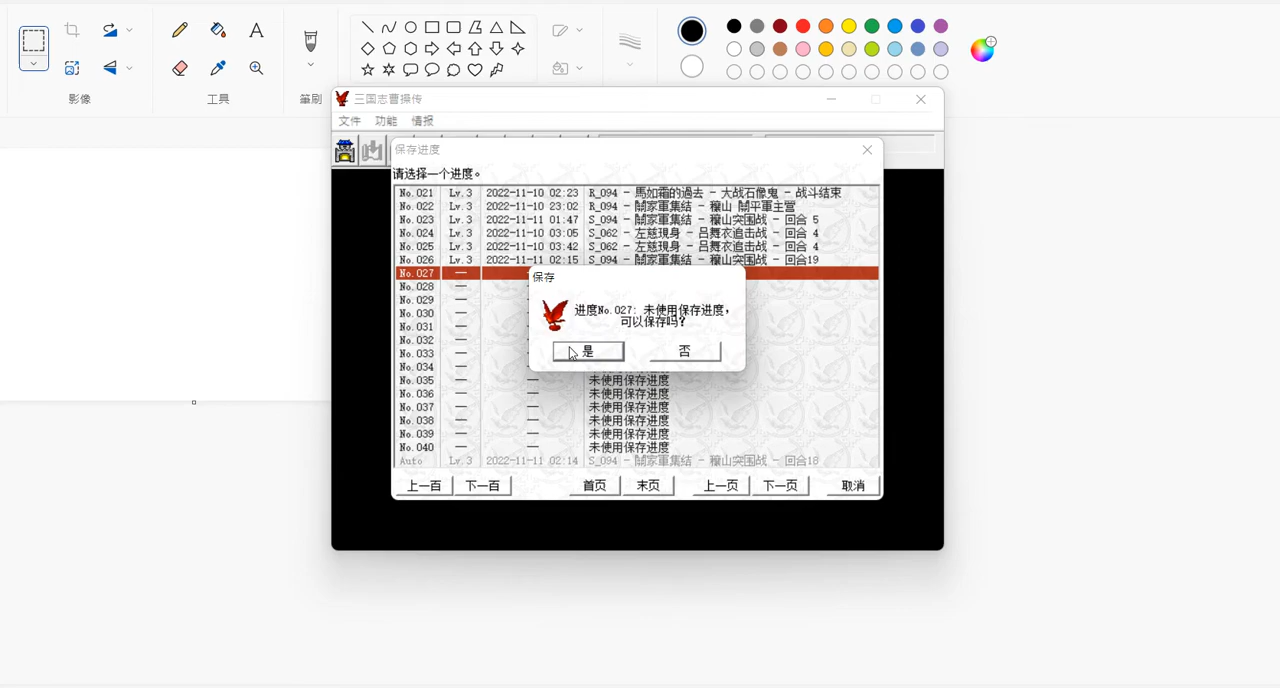 A
影像
工具
筆刷
三国志曹操传
文件 功能 情报
保存进度
请选择一个进度。
No.021 Lv.3 2022-11-10 02:23 R_094 - 馬如霜的過去 - 大战石像鬼 - 战斗结束
No.022 Lv.3 2022-11-10 23:02 R_094 - 關家軍集結 - 穰山 關平軍主營
No.023 Lv.3 2022-11-11 01:47 S_094 - 關家軍集結 - 穰山突围战 - 回合 5
No.024 Lv.3 2022-11-10 03:05 S_062 - 左慈現身 - 吕舞衣追击战 - 回合 4
No.025 Lv.3 2022-11-10 03:42 S_062 - 左慈現身 - 吕舞衣追击战 - 回合 4
No.026 Lv.3 2022-11-11 02:15 S_094 - 關家軍集結 - 穰山突围战 - 回合19
No.027 —
No.028 —
No.029 —
No.030 —
No.031 —
No.032 —
No.033 —
No.034 —
No.035 — — 未使用保存进度
No.036 — — 未使用保存进度
No.037 — — 未使用保存进度
No.038 — — 未使用保存进度
No.039 — — 未使用保存进度
No.040 — — 未使用保存进度
Auto Lv.3 2022-11-11 02:14 S_094 - 關家軍集结 - 穰山突围战 - 回合18
保存
进度No.027: 未使用保存进度,
可以保存吗?
是 否
上一百 下一百 首页 末页 上一页 下一页 取消